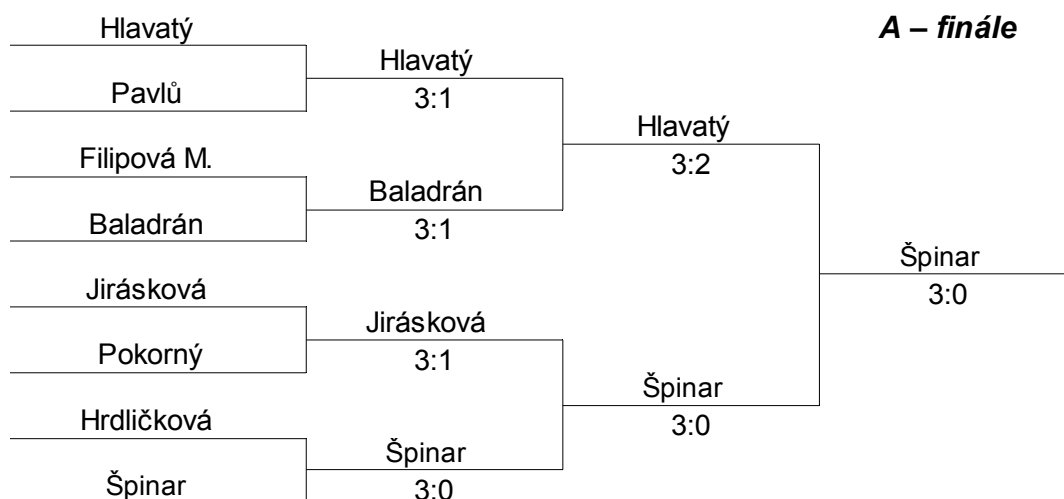 Hlavatý
A – finále
Hlavatý
Pavlů
3:1
Hlavatý
Filipová M.
3:2
Baladrán
Baladrán
3:1
Špinar
Jirásková
3:0
Jirásková
Pokorný
3:1
Špinar
Hrdličková
3:0
Špinar
Špinar
3:0